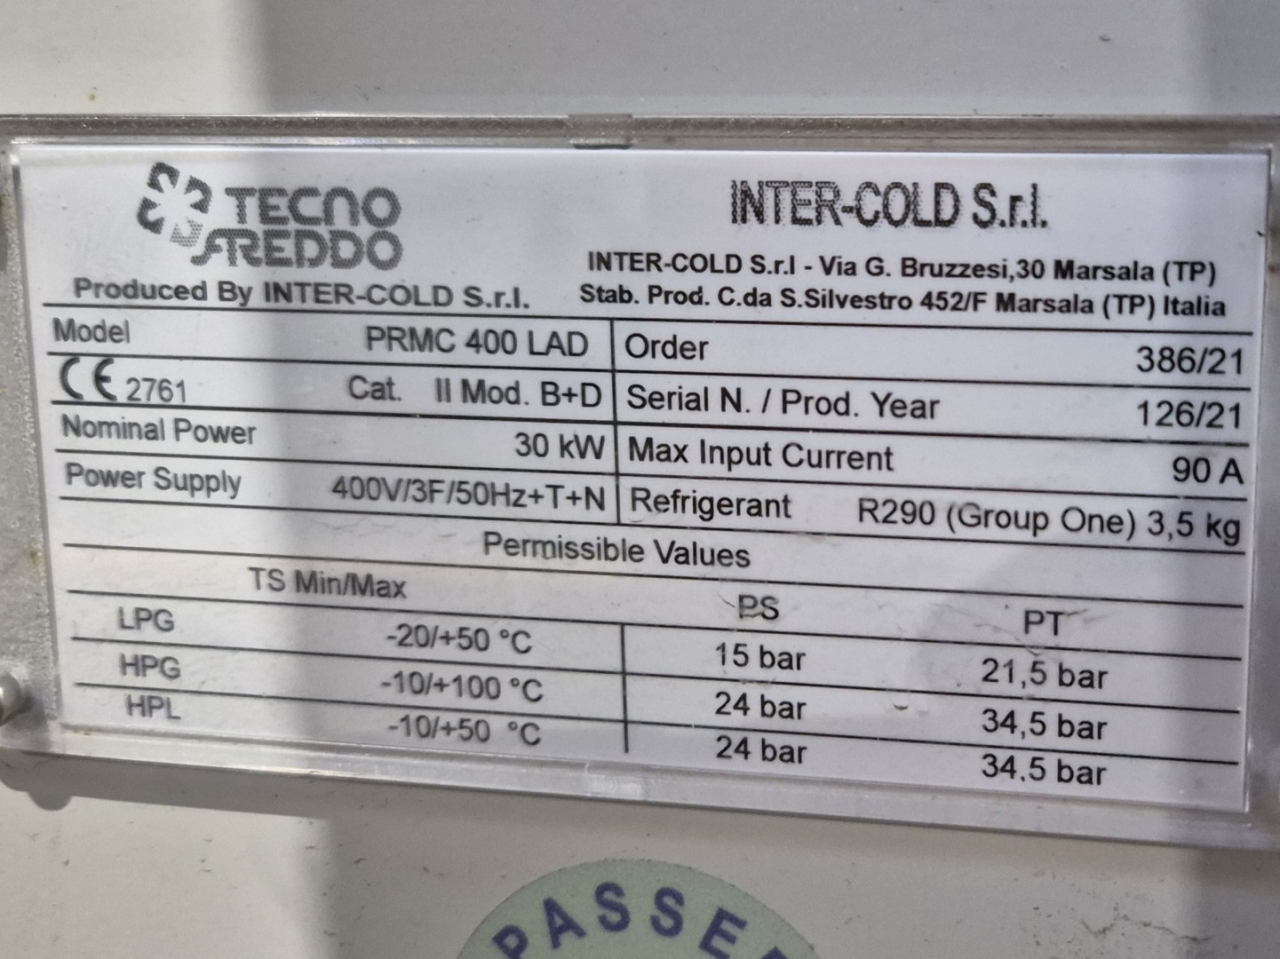 TECNO
FREDDO
Produced By INTER-COLD S.r.l.
INTER-COLD S.r.l.
INTER-COLD S.r.l - Via G. Bruzzesi,30 Marsala (TP)
Stab. Prod. C.da S.Silvestro 452/F Marsala (TP) Italia
Model PRMC 400 LAD Order 386/21
CE 2761 Cat. II Mod. B+D Serial N. / Prod. Year 126/21
Nominal Power 30 kW Max Input Current 90 A
Power Supply 400V/3F/50Hz+T+N Refrigerant R290 (Group One) 3,5 kg
Permissible Values
TS Min/Max PS PT
LPG -20/+50 °C 15 bar 21,5 bar
HPG -10/+100 °C 24 bar 34,5 bar
HPL -10/+50 °C 24 bar 34,5 bar